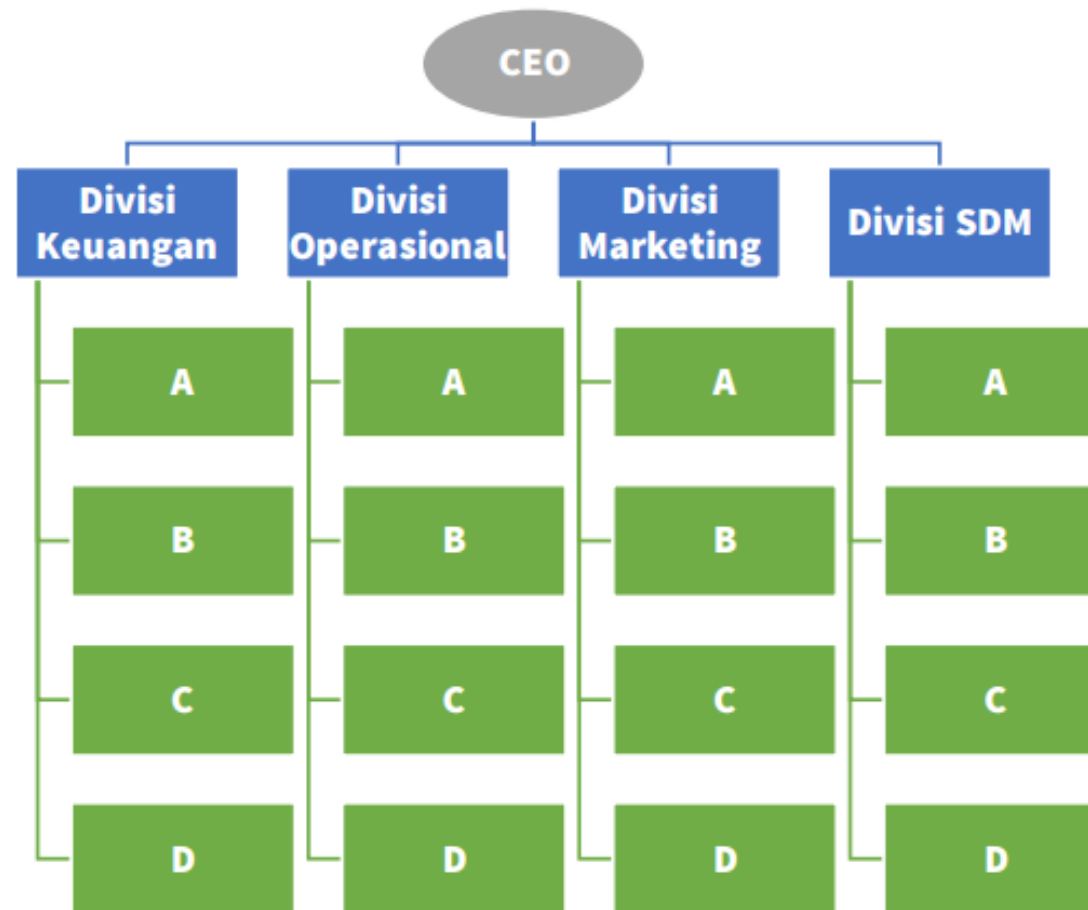 CEO
Divisi
Keuangan
Divisi
Operasional
Divisi
Marketing
Divisi SDM
A
A
A
A
B
B
B
B
C
C
C
C
D
D
D
D